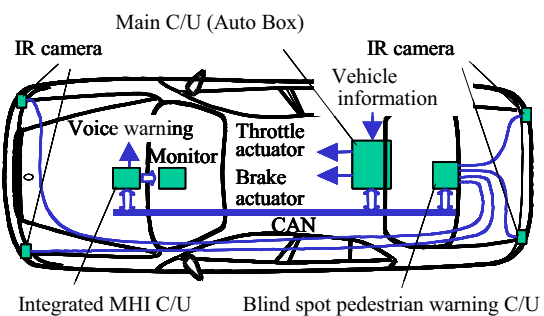 Main C/U (Auto Box)
IR camera
IR camera
Vehicle
information
Voice warning
Throttle
actuator
Monitor
Brake
actuator
CAN
Integrated MHI C/U
Blind spot pedestrian warning C/U